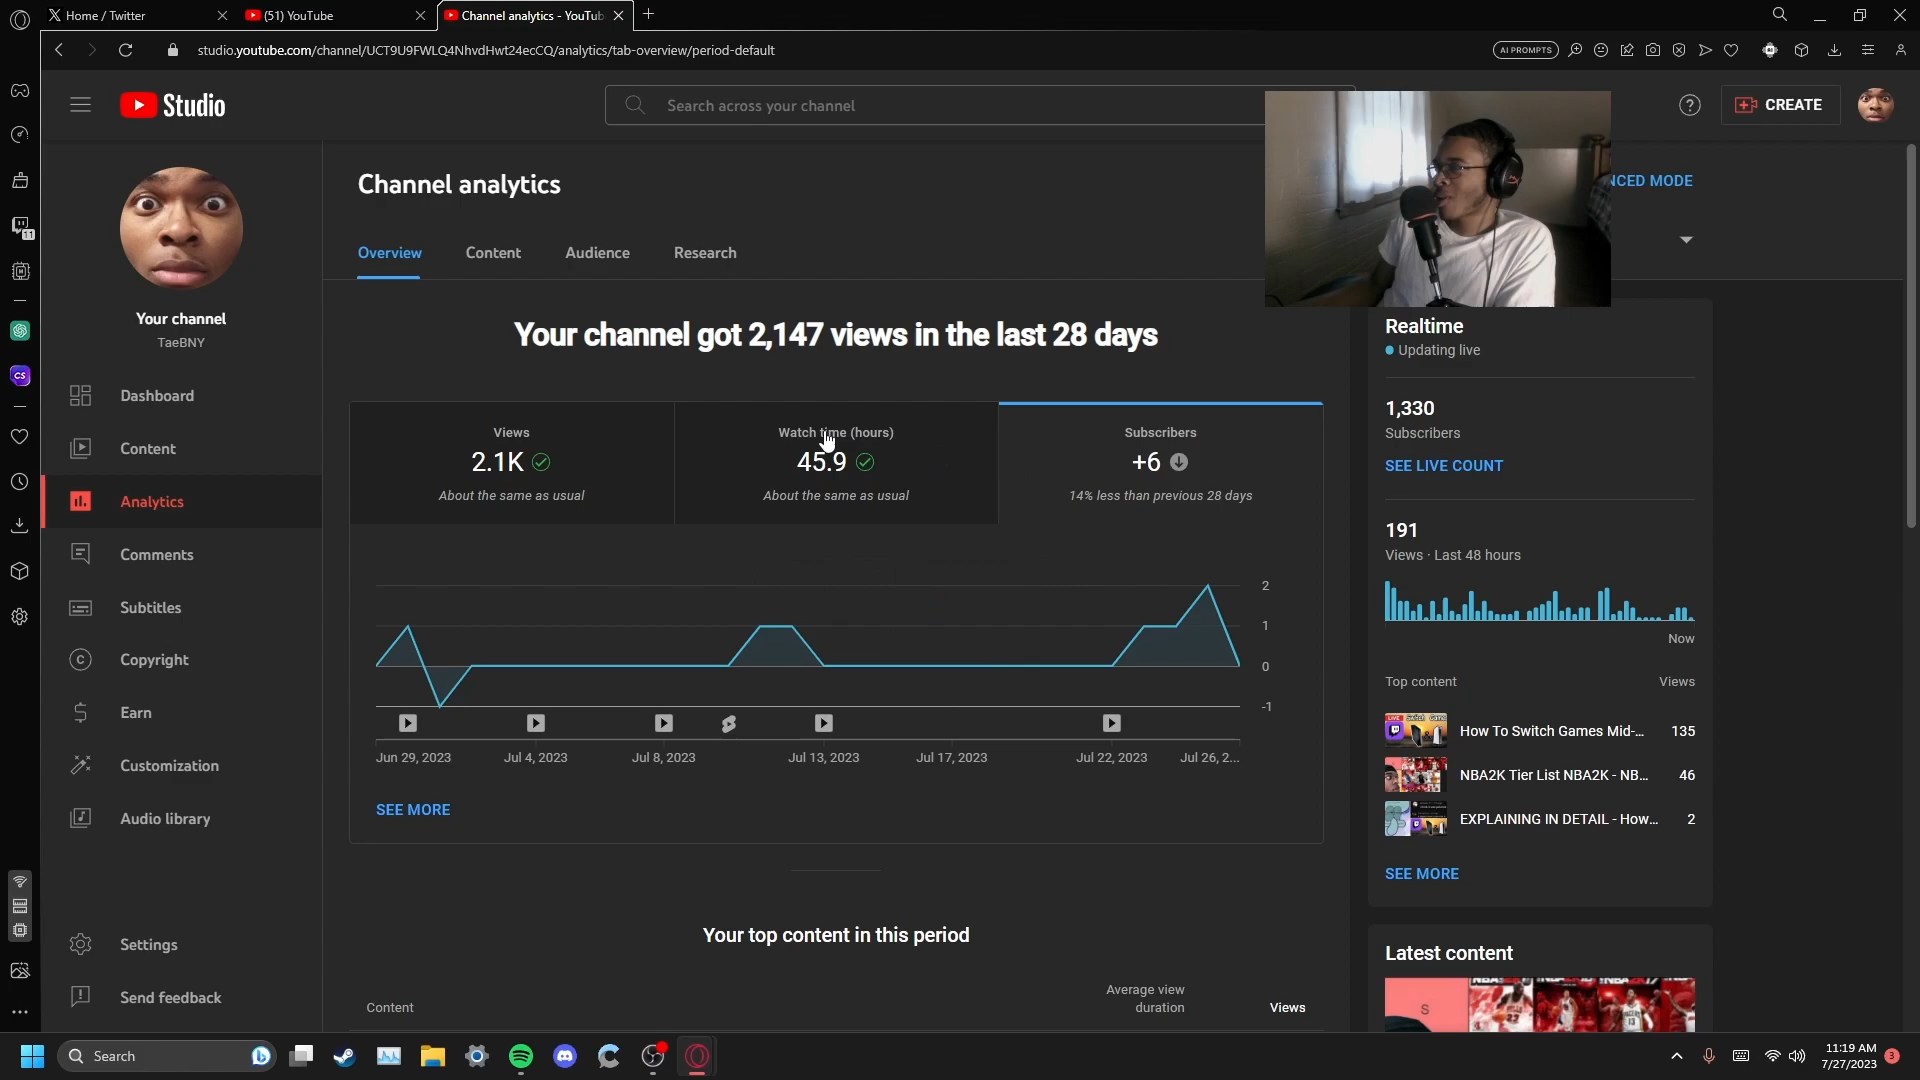 Home / Twitter
(51) YouTube
Channel analytics - YouTub
studio.youtube.com/channel/UCT9U9FWLQ4NhvdHwt24ecCQ/analytics/tab-overview/period-default
AI PROMPTS
Studio
Search across your channel
CREATE
Your channel
TaeBNY
Dashboard
Content
Analytics
Comments
Subtitles
Copyright
Earn
Customization
Audio library
Settings
Send feedback
11
CS
Channel analytics
NCED MODE
Overview Content Audience Research
Your channel got 2,147 views in the last 28 days
Views
2.1K
About the same as usual
Watch time (hours)
45.9
About the same as usual
Subscribers
+6
14% less than previous 28 days
2
1
0
-1
Jun 29, 2023 Jul 4, 2023 Jul 8, 2023 Jul 13, 2023 Jul 17, 2023 Jul 22, 2023 Jul 26, 2...
SEE MORE
Your top content in this period
Content Average view duration Views
Realtime
Updating live
1,330
Subscribers
SEE LIVE COUNT
191
Views · Last 48 hours
Now
Top content Views
How To Switch Games Mid-... 135
NBA2K Tier List NBA2K - NB... 46
EXPLAINING IN DETAIL - How... 2
SEE MORE
Latest content
S
Search
11:19 AM
7/27/2023
3